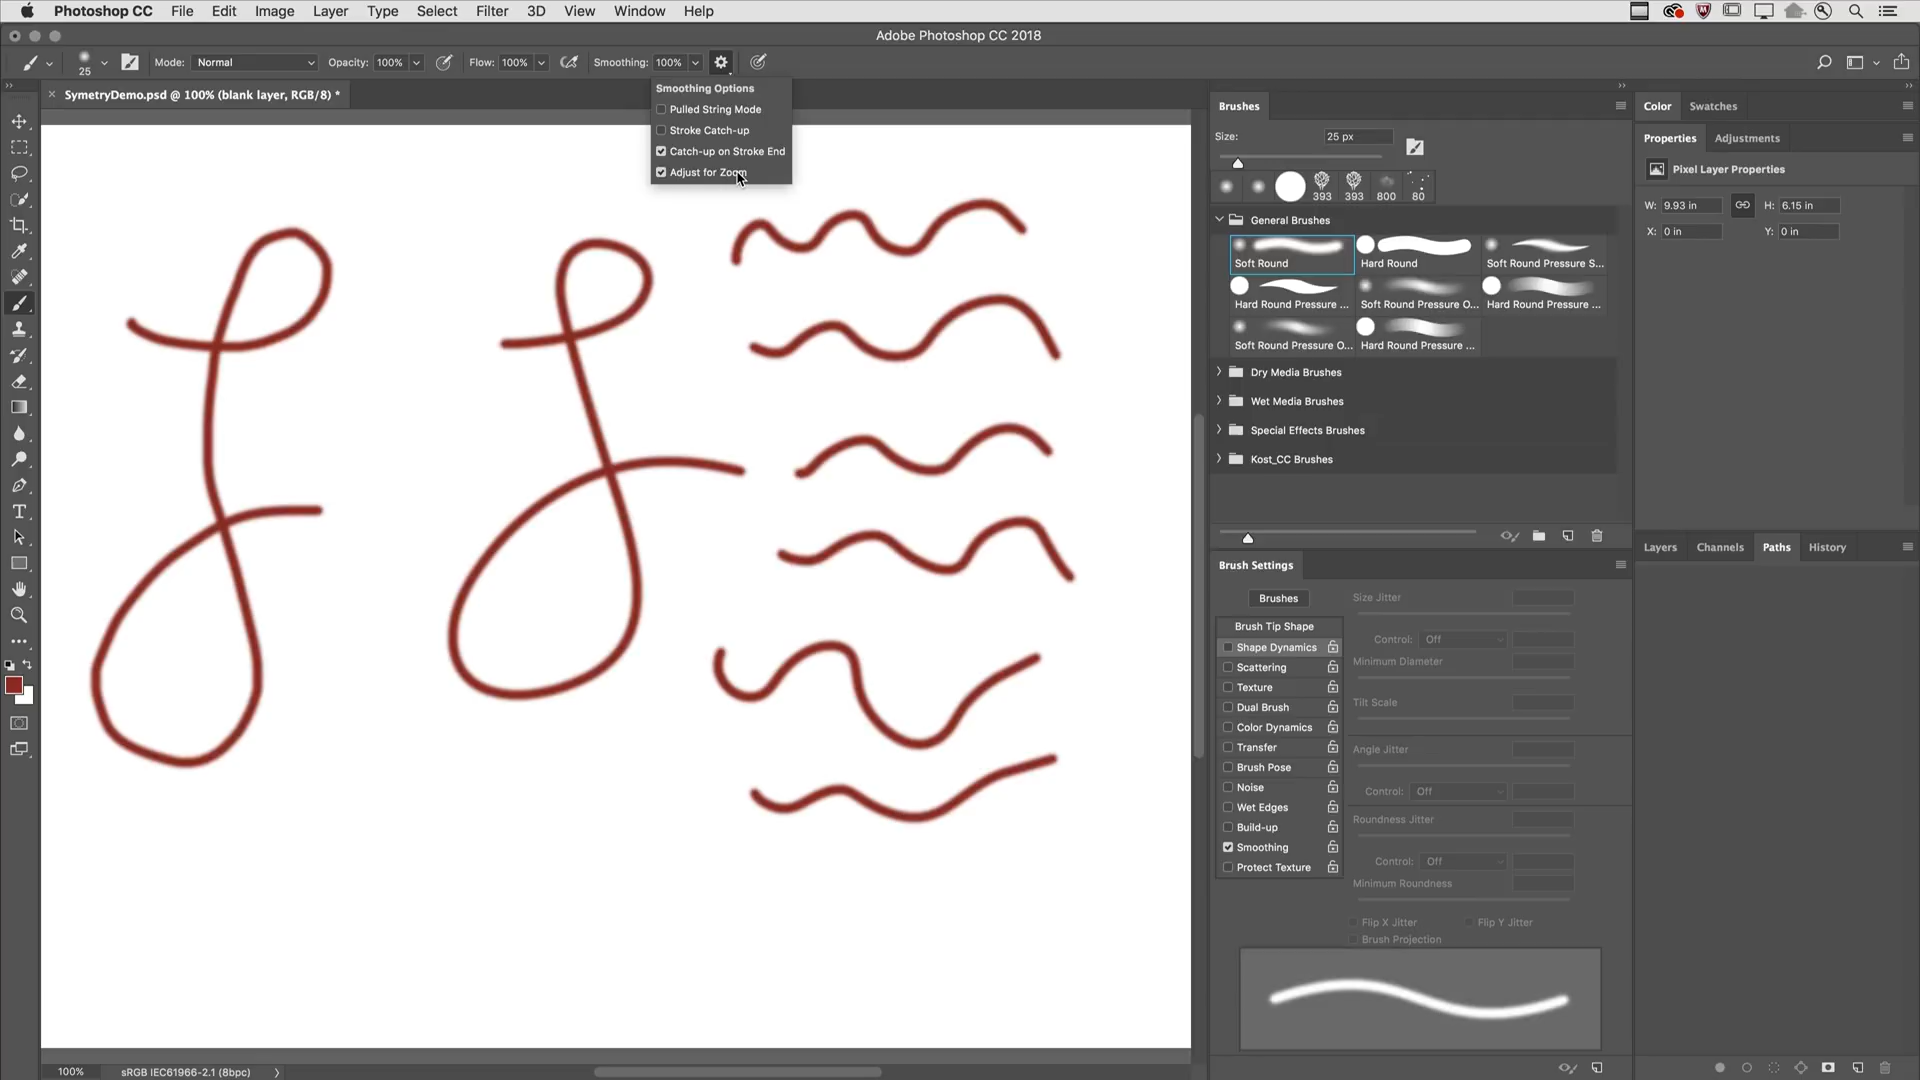 Photoshop CC File Edit Image Layer Type Select Filter 3D View Window Help
Adobe Photoshop CC 2018
25 Mode: Normal Opacity: 100% Flow: 100% Smoothing: 100%
SymetryDemo.psd @ 100% (blank layer, RGB/8) *
Smoothing Options
Pulled String Mode
Stroke Catch-up
Catch-up on Stroke End
Adjust for Zoom
Brushes
Size: 25 px
393 393 800 80
General Brushes
Soft Round Hard Round Soft Round Pressure S...
Hard Round Pressure ... Soft Round Pressure O... Hard Round Pressure ...
Soft Round Pressure O... Hard Round Pressure ...
Dry Media Brushes
Wet Media Brushes
Special Effects Brushes
Kost_CC Brushes
Brush Settings
Brushes
Brush Tip Shape
Shape Dynamics
Scattering
Texture
Dual Brush
Color Dynamics
Transfer
Brush Pose
Noise
Wet Edges
Build-up
Smoothing
Protect Texture
Size Jitter
Control: Off
Minimum Diameter
Tilt Scale
Angle Jitter
Control: Off
Roundness Jitter
Control: Off
Minimum Roundness
Flip X Jitter Flip Y Jitter
Brush Projection
Color Swatches
Properties Adjustments
Pixel Layer Properties
W: 9.93 in H: 6.15 in
X: 0 in Y: 0 in
Layers Channels Paths History
100% sRGB IEC61966-2.1 (8bpc)